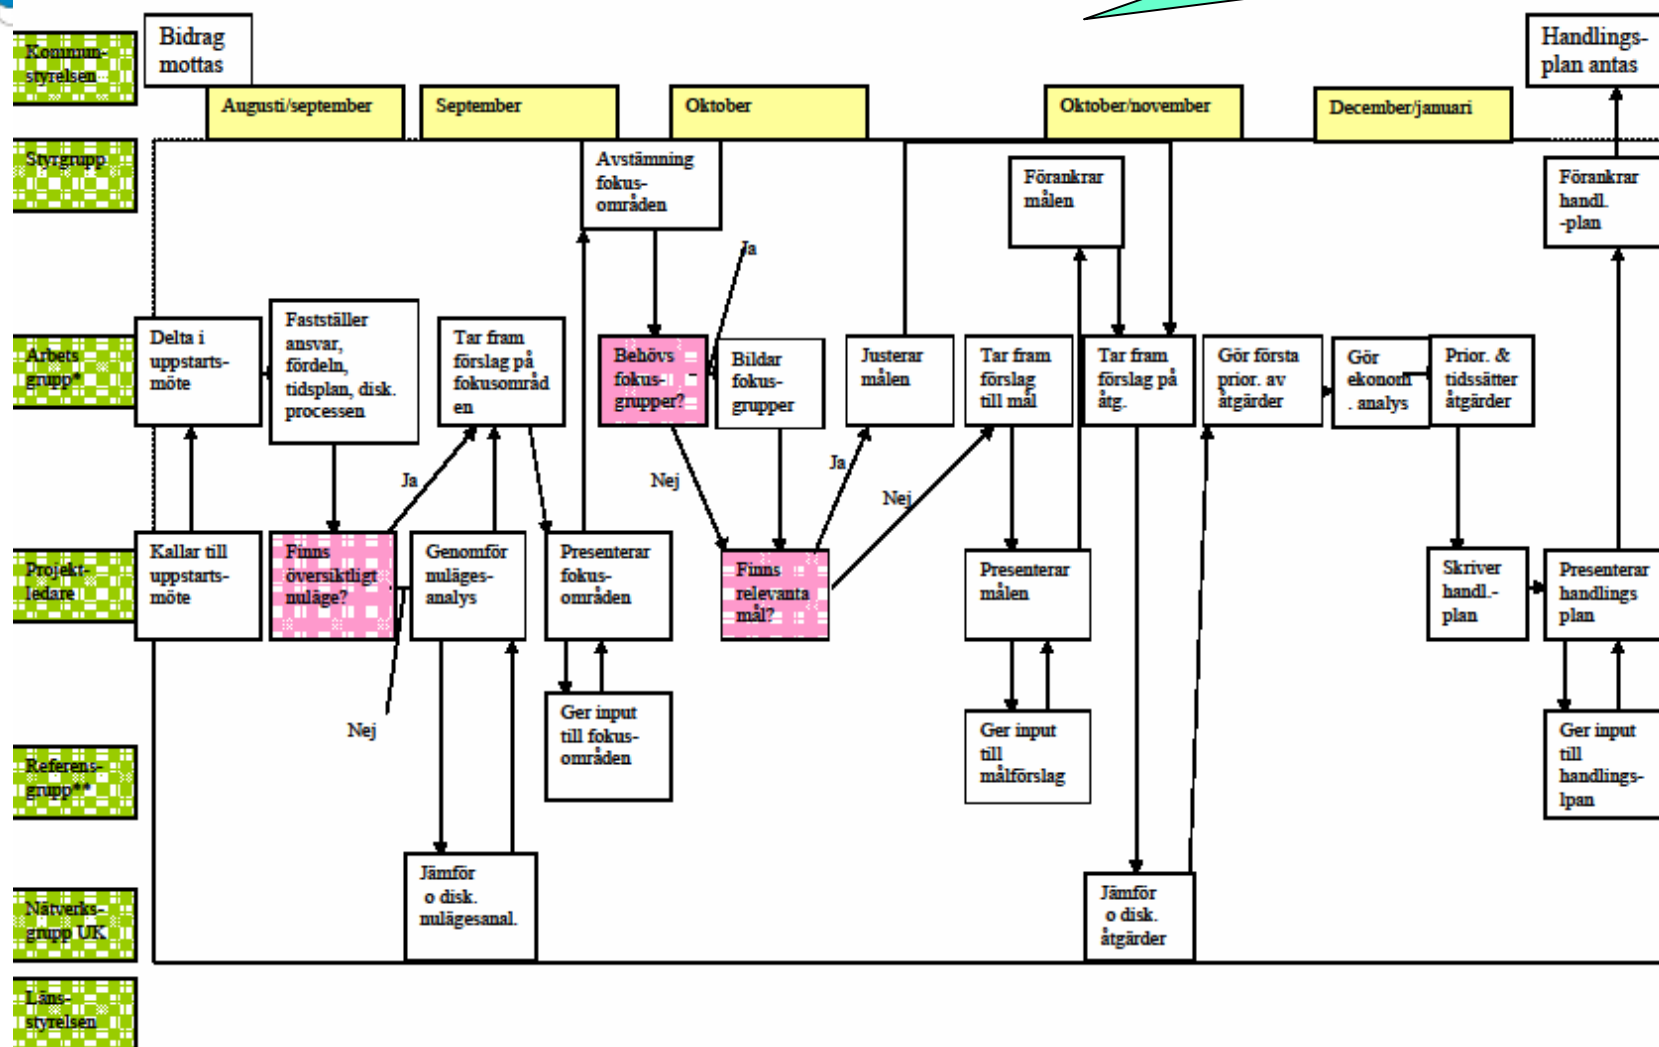 Kommun-
styrelsen
Bidrag
mottas
Handlings-
plan antas
Augusti/september
September
Oktober
Oktober/november
December/januari
Styrgrupp
Avstämning
fokus-
områden
Förankrar
målen
Förankrar
handl.
-plan
Ja
Arbets
grupp*
Delta i
uppstarts-
möte
Fastställer
ansvar,
fördeln,
tidsplan, disk.
processen
Tar fram
förslag på
fokusområd
en
Behövs
fokus-
grupper?
Bildar
fokus-
grupper
Justerar
målen
Tar fram
förslag
till mål
Tar fram
förslag på
åtg.
Gör första
prior. av
åtgärder
Gör
ekonom
. analys
Prior. &
tidssätter
åtgärder
Ja
Nej
Ja
Nej
Projekt-
ledare
Kallar till
uppstarts-
möte
Finns
översiktligt
nuläge?
Genomför
nuläges-
analys
Presenterar
fokus-
områden
Finns
relevanta
mål?
Presenterar
målen
Skriver
handl.-
plan
Presenterar
handlings
plan
Nej
Referens-
grupp**
Ger input
till fokus-
områden
Ger input
till
målförslag
Ger input
till
handlings-
lpan
Nätverks-
grupp UK
Jämför
o disk.
nulägesanal.
Jämför
o disk.
åtgärder
Läns-
styrelsen